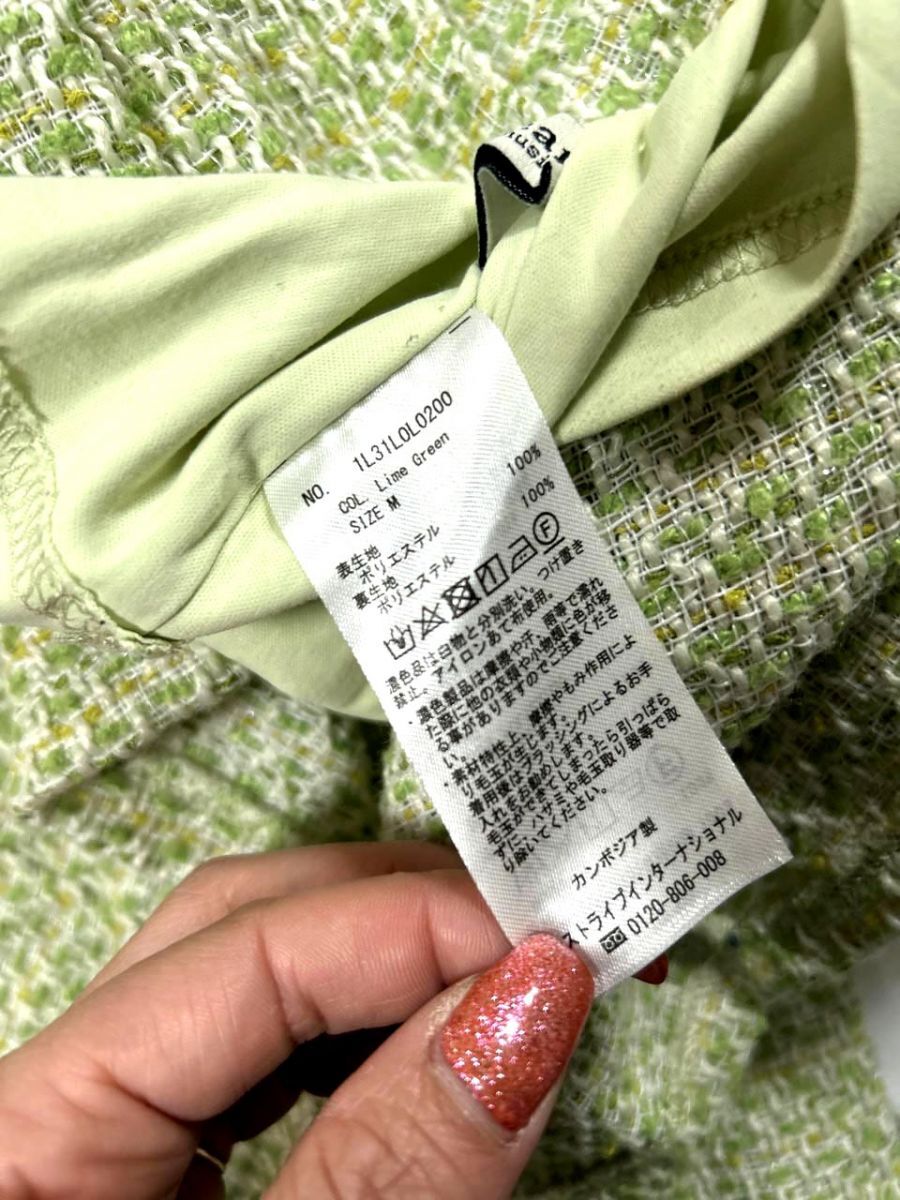 NO. 1L31L0L0200
COL. Lime Green
SIZE M
表生地
ポリエステル 100%
裏生地
ポリエステル 100%
濃色品は白物と分別洗い。つけ置き
禁止。アイロンあて布使用。
・濃色製品は摩擦や汗、雨等で濡れ
た際に他の衣類や小物類に色が移
る事がありますのでご注意くださ
い。
・素材特性上、摩擦やもみ作用によ
り毛玉が生じます。
着用後はブラッシングによるお手
入れをお勧めします。
毛玉ができてしまったら引っぱら
ずに、ハサミや毛玉取り器等で取
り除いてください。
カンボジア製
ストライプインターナショナル
0120-806-008